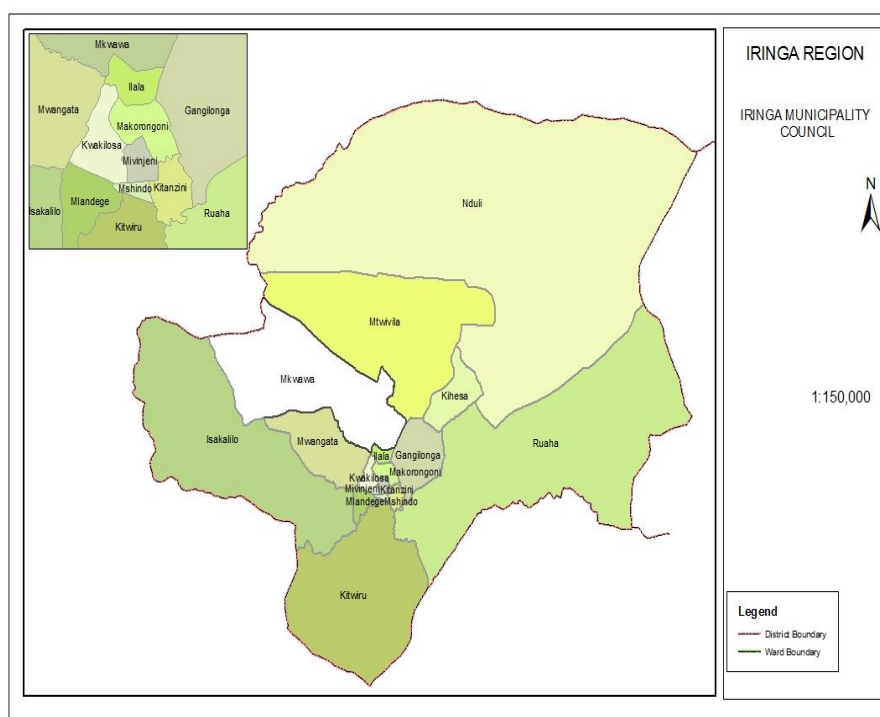 Mkwawa
Ilala
Mwangata
Gangilonga
Makorongoni
Kwakilosa
Mivinjeni
Mshindo
Kitanzini
Isakalilo
Mlandege
Ruaha
Kitwiru
IRINGA REGION
IRINGA MUNICIPALITY
COUNCIL
N
1:150,000
Nduli
Mtwivila
Mkwawa
Kihesa
Isakalilo
Mwangata
Ilala
Gangilonga
Ruaha
Makorongoni
Kwakilosa
Mivinjeni
Kitanzini
Mlandege
Mshindo
Kitwiru
Legend
District Boundary
Ward Boundary